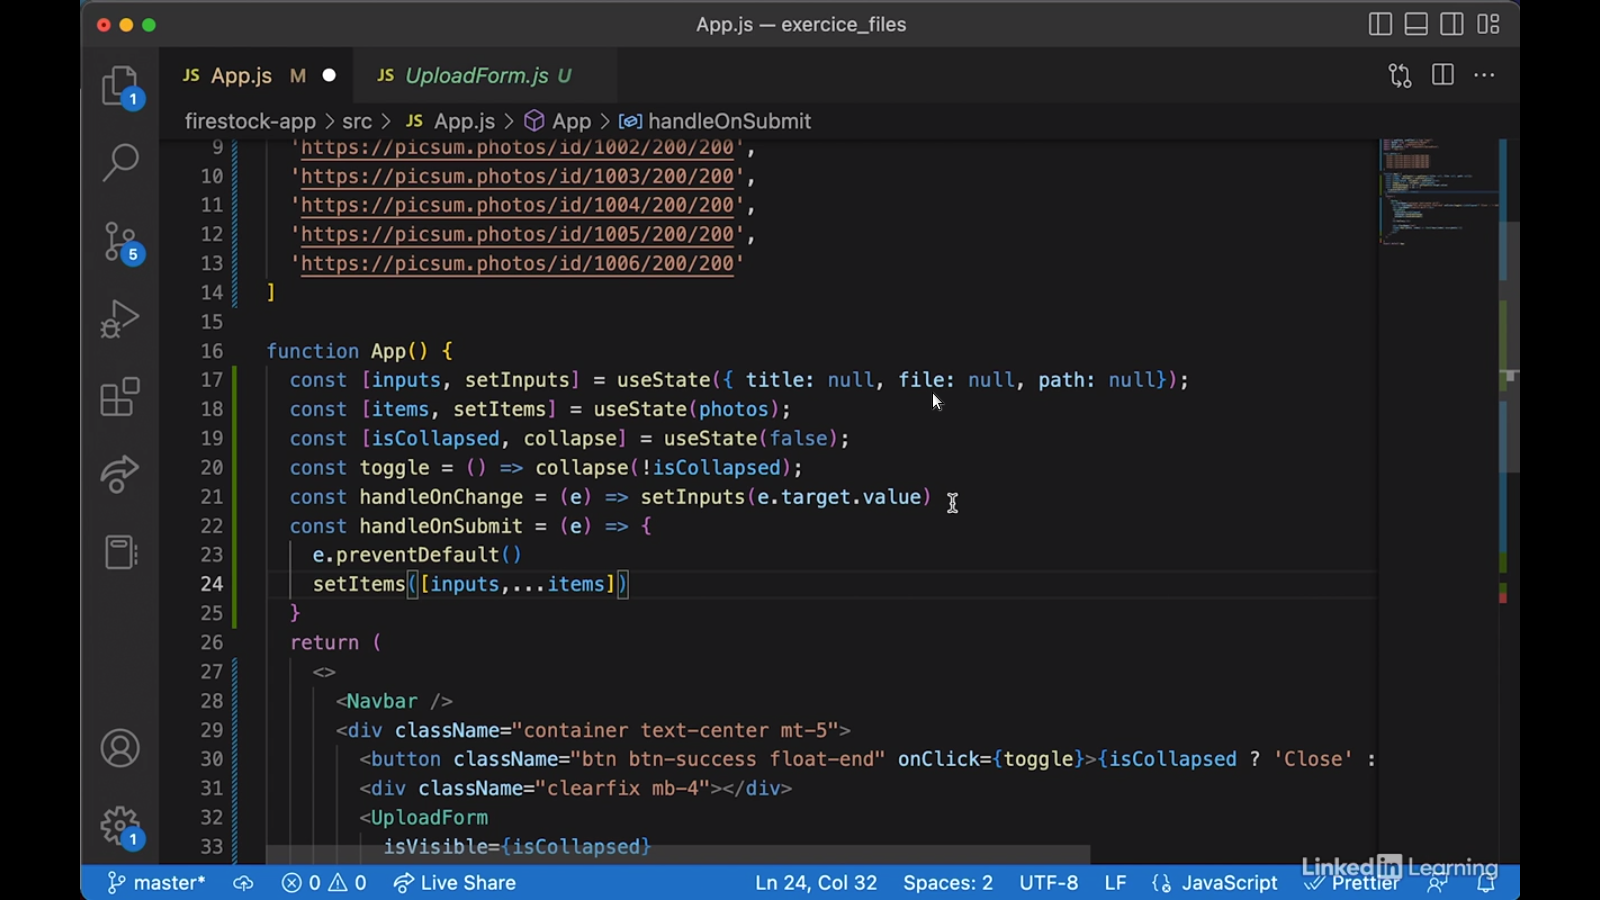 App.js — exercice_files
JS App.js M
JS UploadForm.js U
firestock-app > src > JS App.js > App > handleOnSubmit
1
5
1
9 'https://picsum.photos/id/1002/200/200',
10 'https://picsum.photos/id/1003/200/200',
11 'https://picsum.photos/id/1004/200/200',
12 'https://picsum.photos/id/1005/200/200',
13 'https://picsum.photos/id/1006/200/200'
14 ]
15
16 function App() {
17 const [inputs, setInputs] = useState({ title: null, file: null, path: null});
18 const [items, setItems] = useState(photos);
19 const [isCollapsed, collapse] = useState(false);
20 const toggle = () => collapse(!isCollapsed);
21 const handleOnChange = (e) => setInputs(e.target.value)
22 const handleOnSubmit = (e) => {
23 e.preventDefault()
24 setItems([inputs,...items])
25 }
26 return (
27 <>
28 <Navbar />
29 <div className="container text-center mt-5">
30 <button className="btn btn-success float-end" onClick={toggle}>{isCollapsed ? 'Close' :
31 <div className="clearfix mb-4"></div>
32 <UploadForm
33 isVisible={isCollapsed}
LinkedIn Learning
master* 0 0 Live Share Ln 24, Col 32 Spaces: 2 UTF-8 LF {} JavaScript Prettier